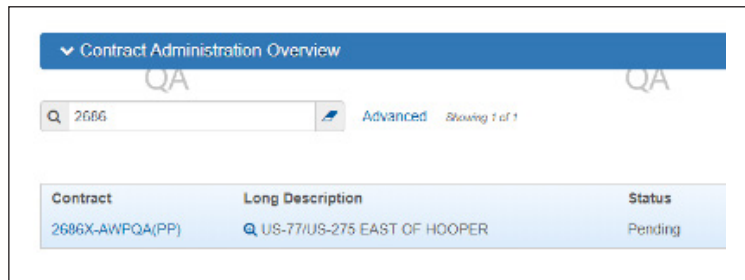 Contract Administration Overview
QA QA
2686 Advanced Showing 1 of 1
Contract Long Description Status
2686X-AWPQA(PP) US-77/US-275 EAST OF HOOPER Pending